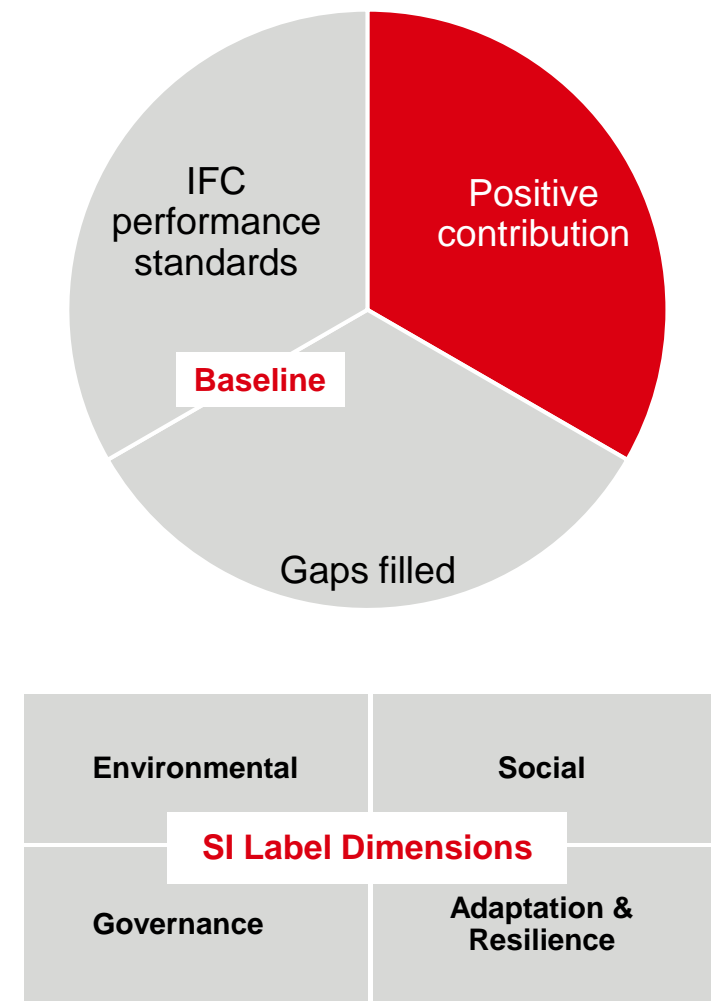 IFC
performance
standards
Positive
contribution
Baseline
Gaps filled
Environmental
Social
SI Label Dimensions
Governance
Adaptation &
Resilience